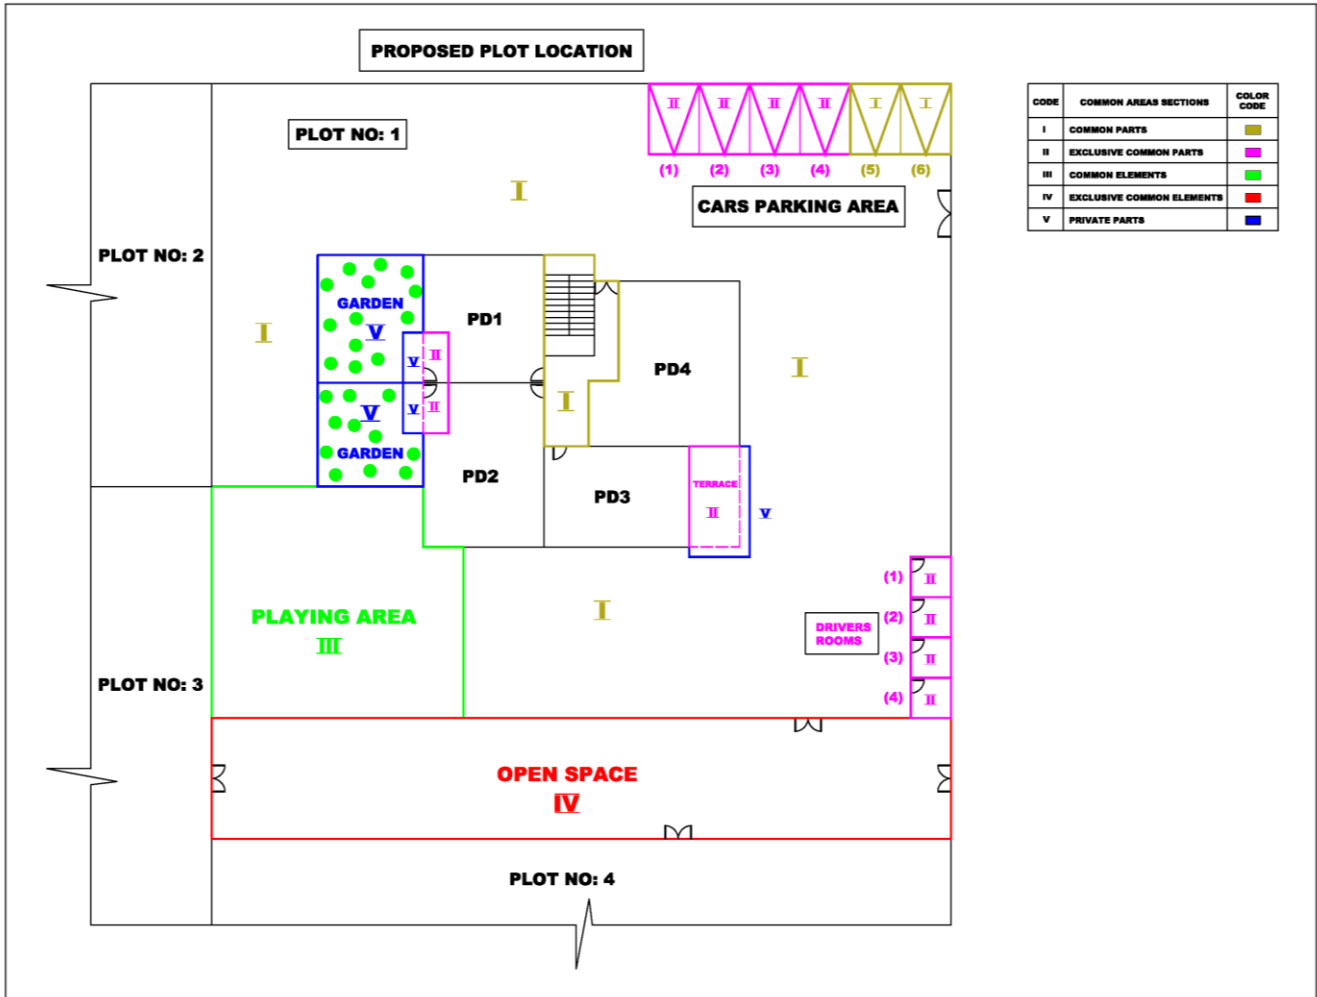 PROPOSED PLOT LOCATION
PLOT NO: 1
II II II II I I
(1) (2) (3) (4) (5) (6)
CARS PARKING AREA
CODE COMMON AREAS SECTIONS COLOR CODE
I COMMON PARTS
II EXCLUSIVE COMMON PARTS
III COMMON ELEMENTS
IV EXCLUSIVE COMMON ELEMENTS
V PRIVATE PARTS
I
PLOT NO: 2
GARDEN
V
I
PD1
V II
PD4
I
V
V II
I
GARDEN
PD2
PD3
TERRACE
II
V
PLAYING AREA
III
I
DRIVERS
ROOMS
(1) II
(2) II
(3) II
(4) II
PLOT NO: 3
OPEN SPACE
IV
PLOT NO: 4